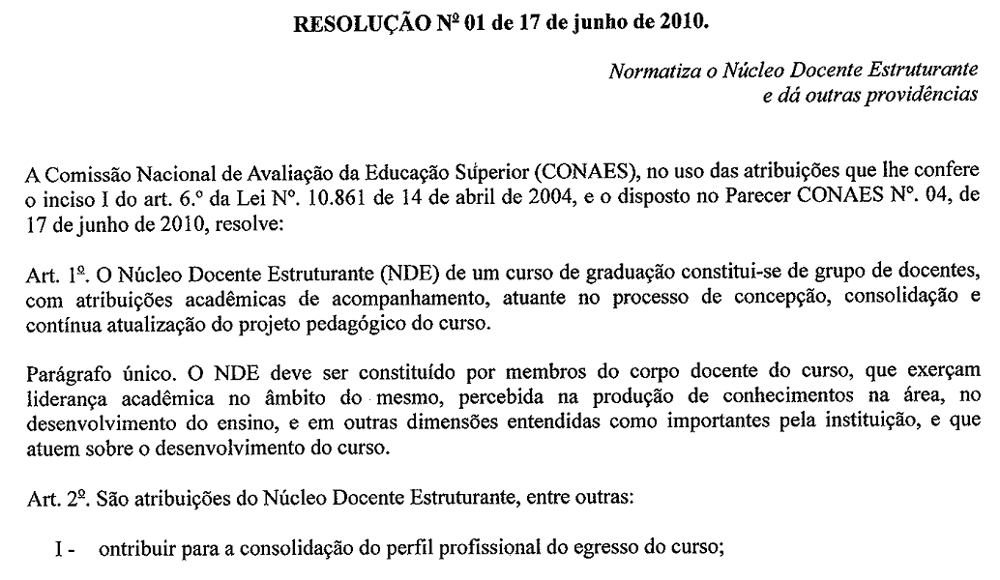 RESOLUÇÃO Nº 01 de 17 de junho de 2010.
Normatiza o Núcleo Docente Estruturante
e dá outras providências
A Comissão Nacional de Avaliação da Educação Superior (CONAES), no uso das atribuições que lhe confere
o inciso I do art. 6.º da Lei Nº. 10.861 de 14 de abril de 2004, e o disposto no Parecer CONAES Nº. 04, de
17 de junho de 2010, resolve:
Art. 1º. O Núcleo Docente Estruturante (NDE) de um curso de graduação constitui-se de grupo de docentes,
com atribuições acadêmicas de acompanhamento, atuante no processo de concepção, consolidação e
contínua atualização do projeto pedagógico do curso.
Parágrafo único. O NDE deve ser constituído por membros do corpo docente do curso, que exerçam
liderança acadêmica no âmbito do mesmo, percebida na produção de conhecimentos na área, no
desenvolvimento do ensino, e em outras dimensões entendidas como importantes pela instituição, e que
atuem sobre o desenvolvimento do curso.
Art. 2º. São atribuições do Núcleo Docente Estruturante, entre outras:
I - ontribuir para a consolidação do perfil profissional do egresso do curso;